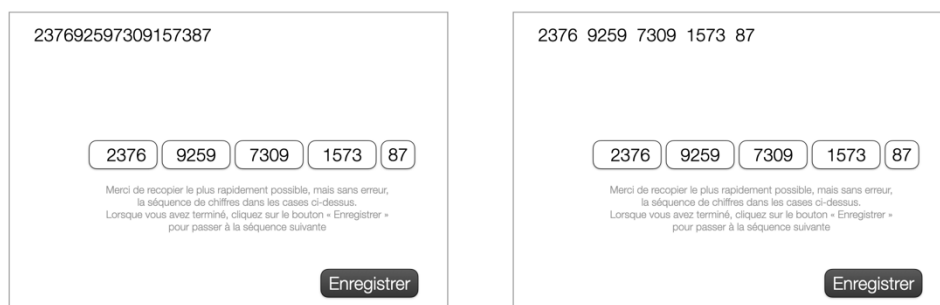 237692597309157387
2376 9259 7309 1573 87
Merci de recopier le plus rapidement possible, mais sans erreur,
la séquence de chiffres dans les cases ci-dessus.
Lorsque vous avez terminé, cliquez sur le bouton « Enregistrer »
pour passer à la séquence suivante
Enregistrer
2376 9259 7309 1573 87
2376 9259 7309 1573 87
Merci de recopier le plus rapidement possible, mais sans erreur,
la séquence de chiffres dans les cases ci-dessus.
Lorsque vous avez terminé, cliquez sur le bouton « Enregistrer »
pour passer à la séquence suivante
Enregistrer